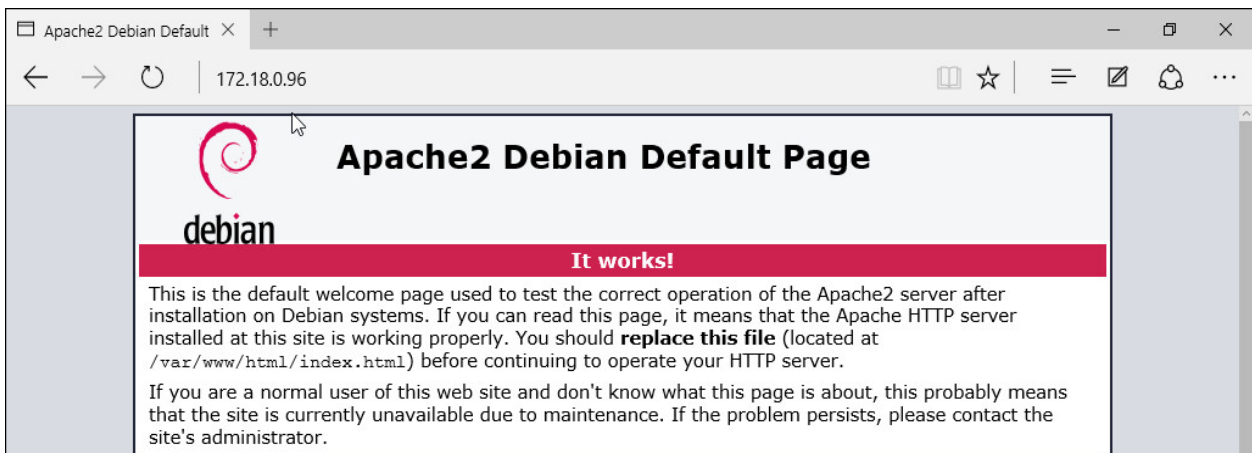 Apache2 Debian Default
172.18.0.96
Apache2 Debian Default Page
debian
It works!
This is the default welcome page used to test the correct operation of the Apache2 server after
installation on Debian systems. If you can read this page, it means that the Apache HTTP server
installed at this site is working properly. You should replace this file (located at
/var/www/html/index.html) before continuing to operate your HTTP server.
If you are a normal user of this web site and don't know what this page is about, this probably means
that the site is currently unavailable due to maintenance. If the problem persists, please contact the
site's administrator.